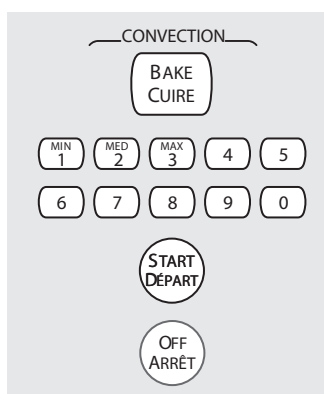 CONVECTION
BAKE
CUIRE
MIN MED MAX
1 2 3 4 5
6 7 8 9 0
START
DÉPART
OFF
ARRÊT